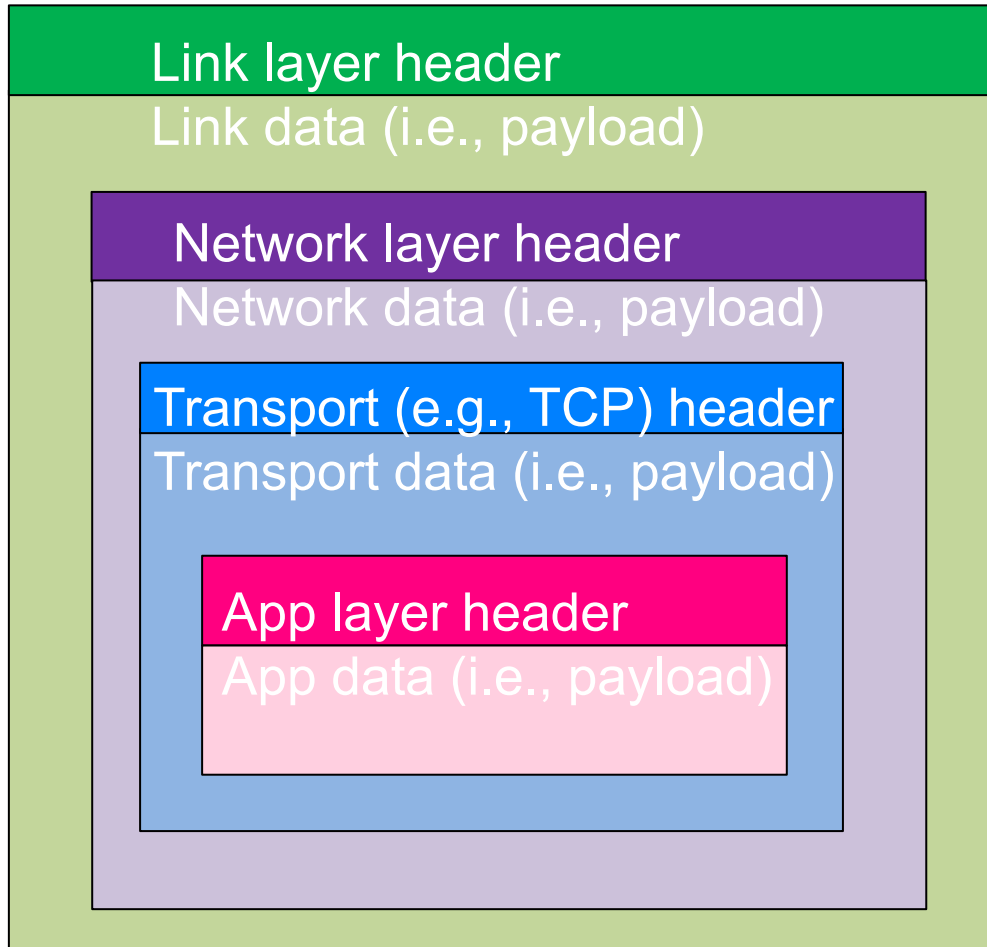 Link layer header
Link data (i.e., payload)
Network layer header
Network data (i.e., payload)
Transport (e.g., TCP) header
Transport data (i.e., payload)
App layer header
App data (i.e., payload)